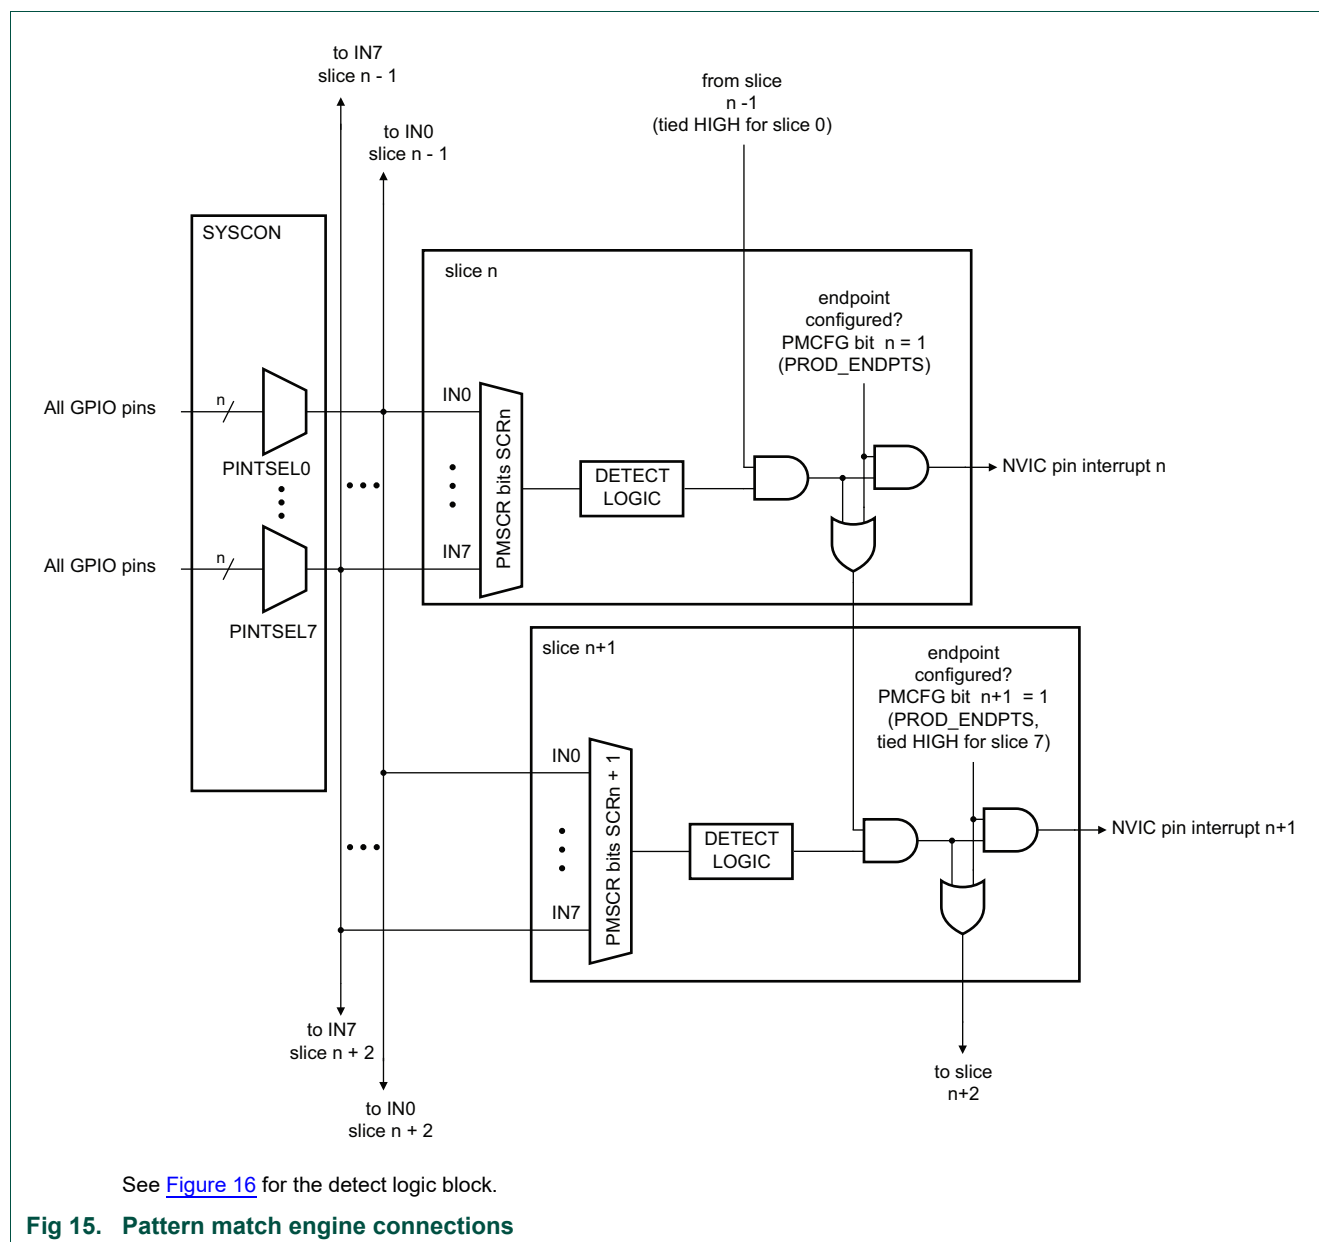 to IN7
slice n - 1
to IN0
slice n - 1
from slice
n -1
(tied HIGH for slice 0)
SYSCON
slice n
endpoint
configured?
PMCFG bit n = 1
(PROD_ENDPTS)
All GPIO pins
n
PINTSEL0
IN0
PMSCR bits SCRn
DETECT
LOGIC
NVIC pin interrupt n
IN7
All GPIO pins
n
PINTSEL7
slice n+1
endpoint
configured?
PMCFG bit n+1 = 1
(PROD_ENDPTS,
tied HIGH for slice 7)
IN0
PMSCR bits SCRn + 1
DETECT
LOGIC
NVIC pin interrupt n+1
IN7
to IN7
slice n + 2
to IN0
slice n + 2
to slice
n+2
See Figure 16 for the detect logic block.
Fig 15. Pattern match engine connections